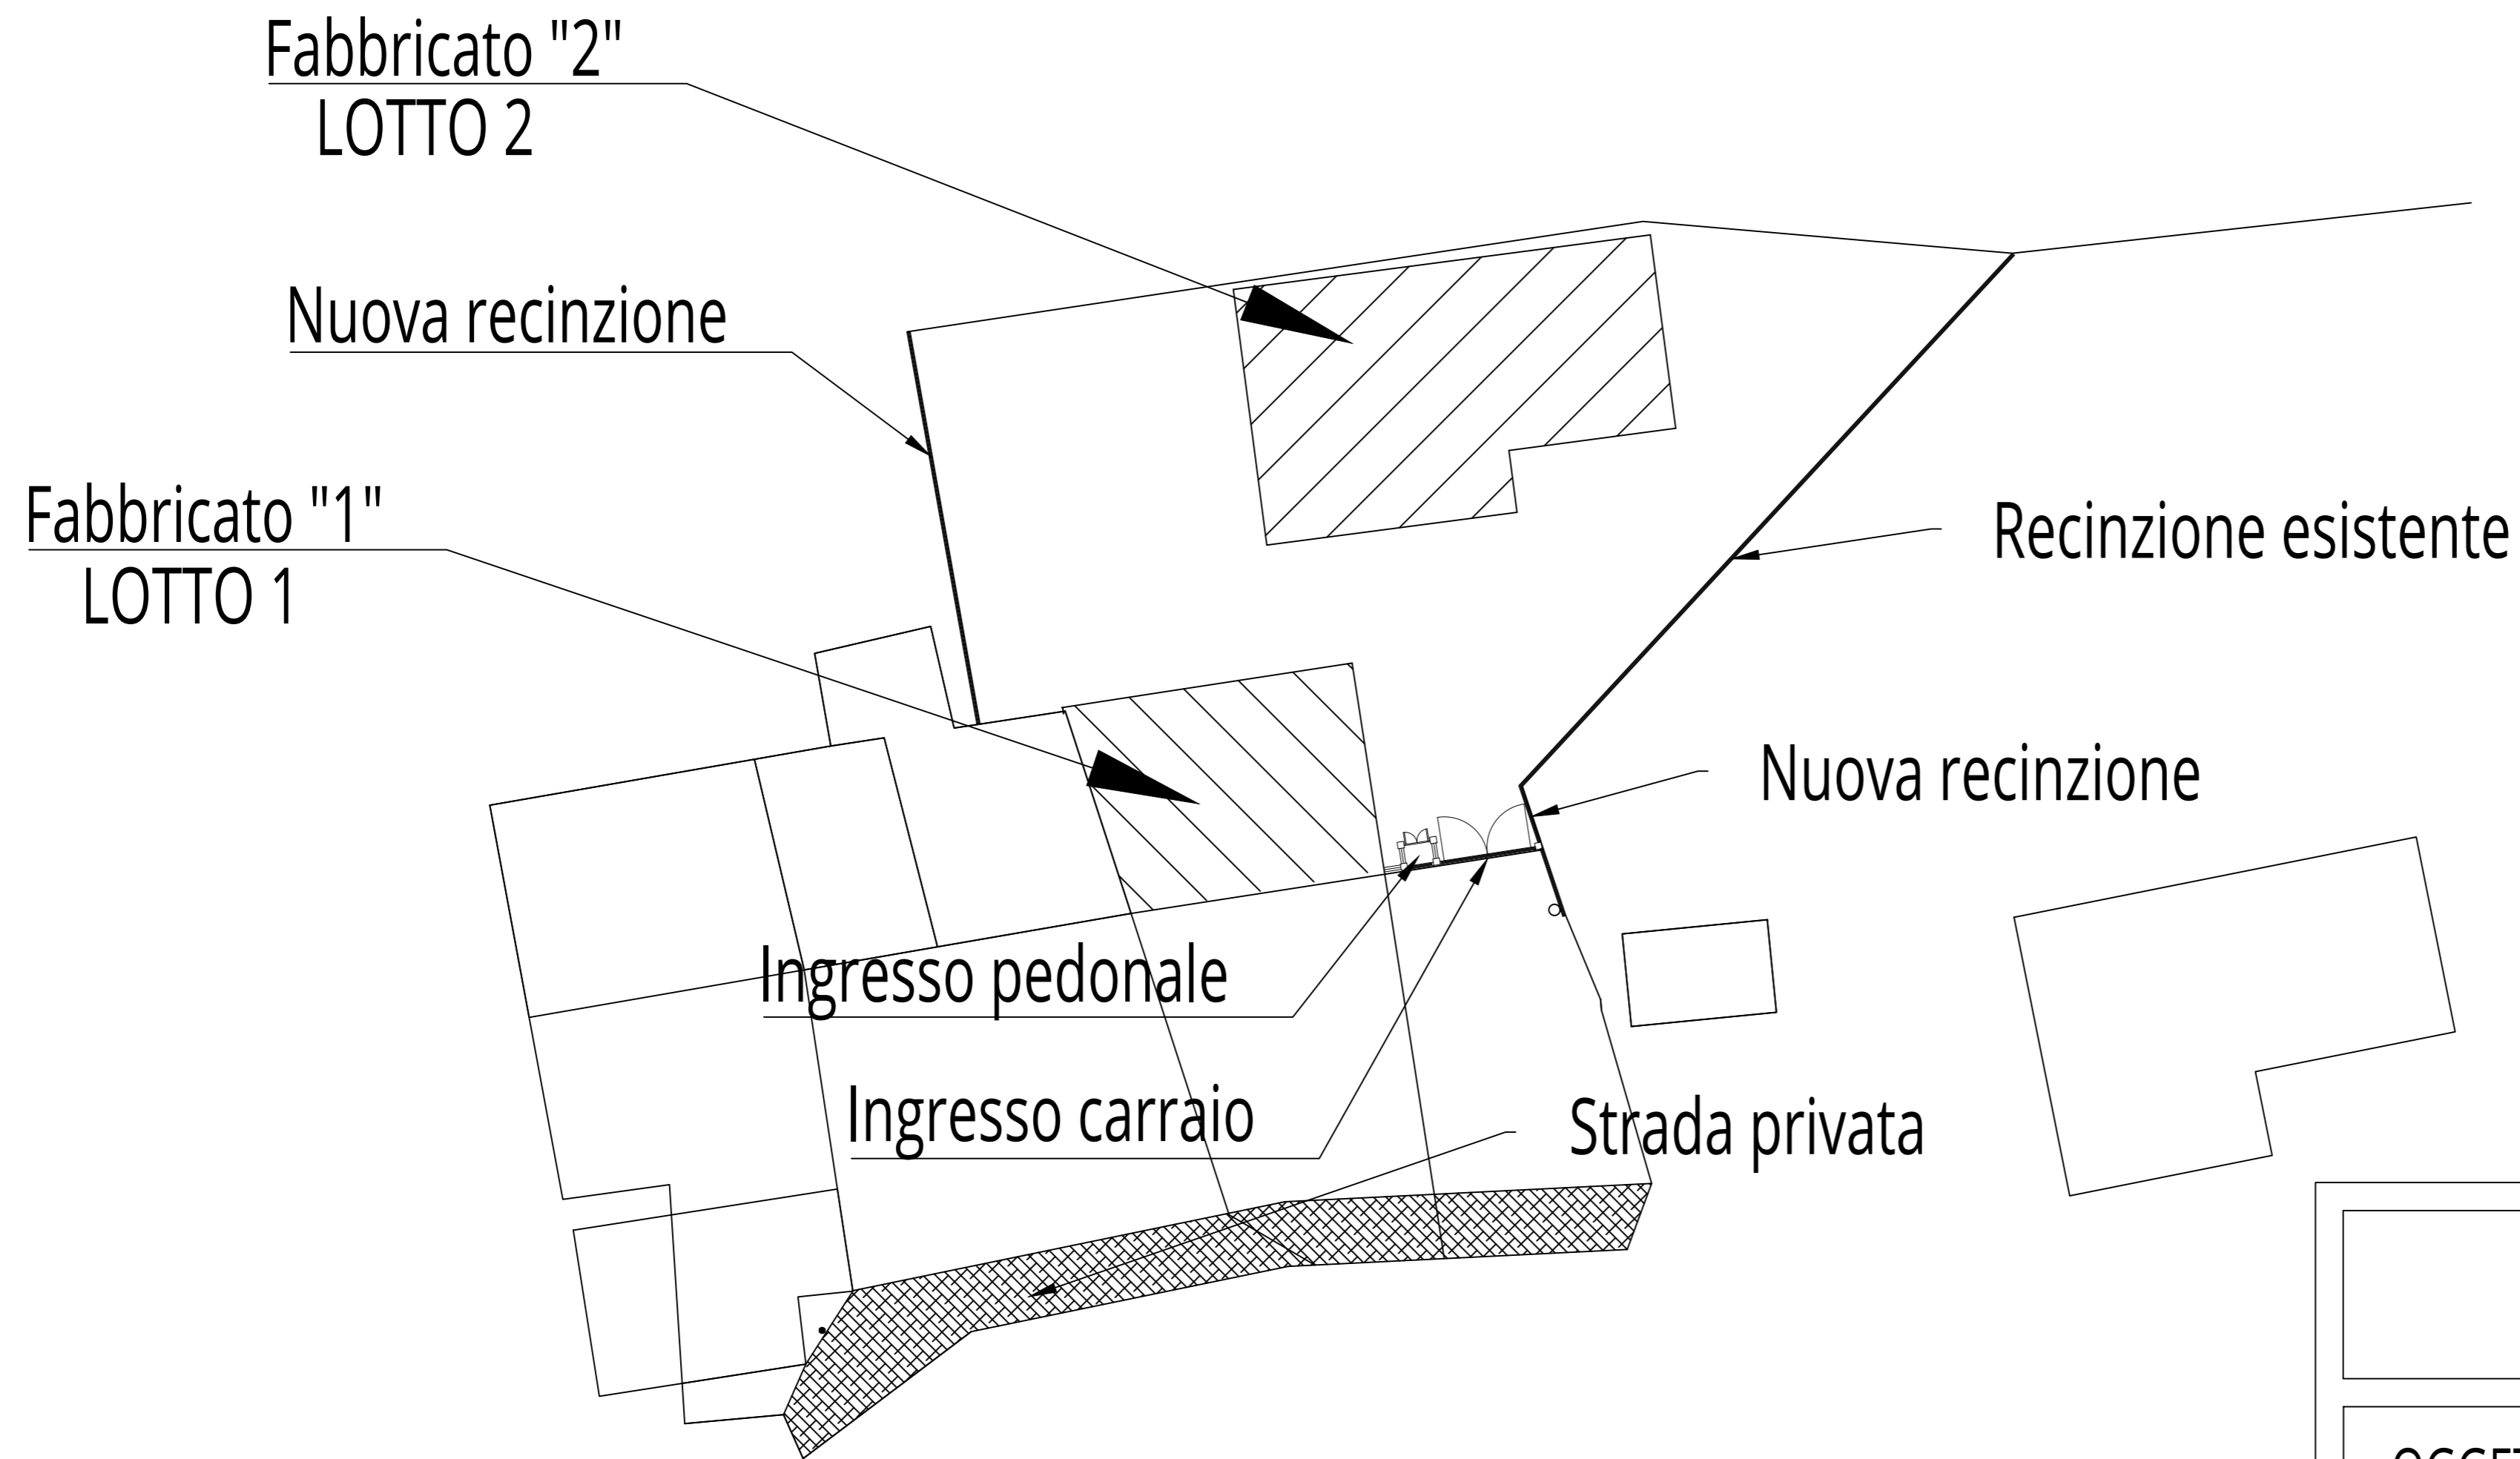 Fabbricato "2"
LOTTO 2
Nuova recinzione
Fabbricato "1"
LOTTO 1
Recinzione esistente
Nuova recinzione
Ingresso pedonale
Ingresso carraio
Strada privata